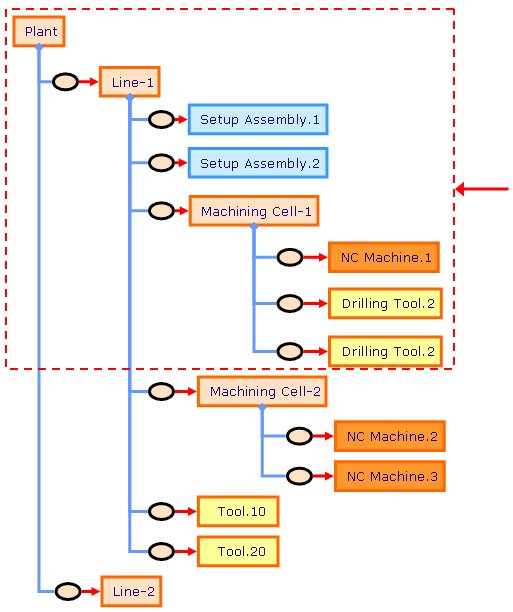 Plant
Line-1
Setup Assembly.1
Setup Assembly.2
Machining Cell-1
NC Machine.1
Drilling Tool.2
Drilling Tool.2
Machining Cell-2
NC Machine.2
NC Machine.3
Tool.10
Tool.20
Line-2